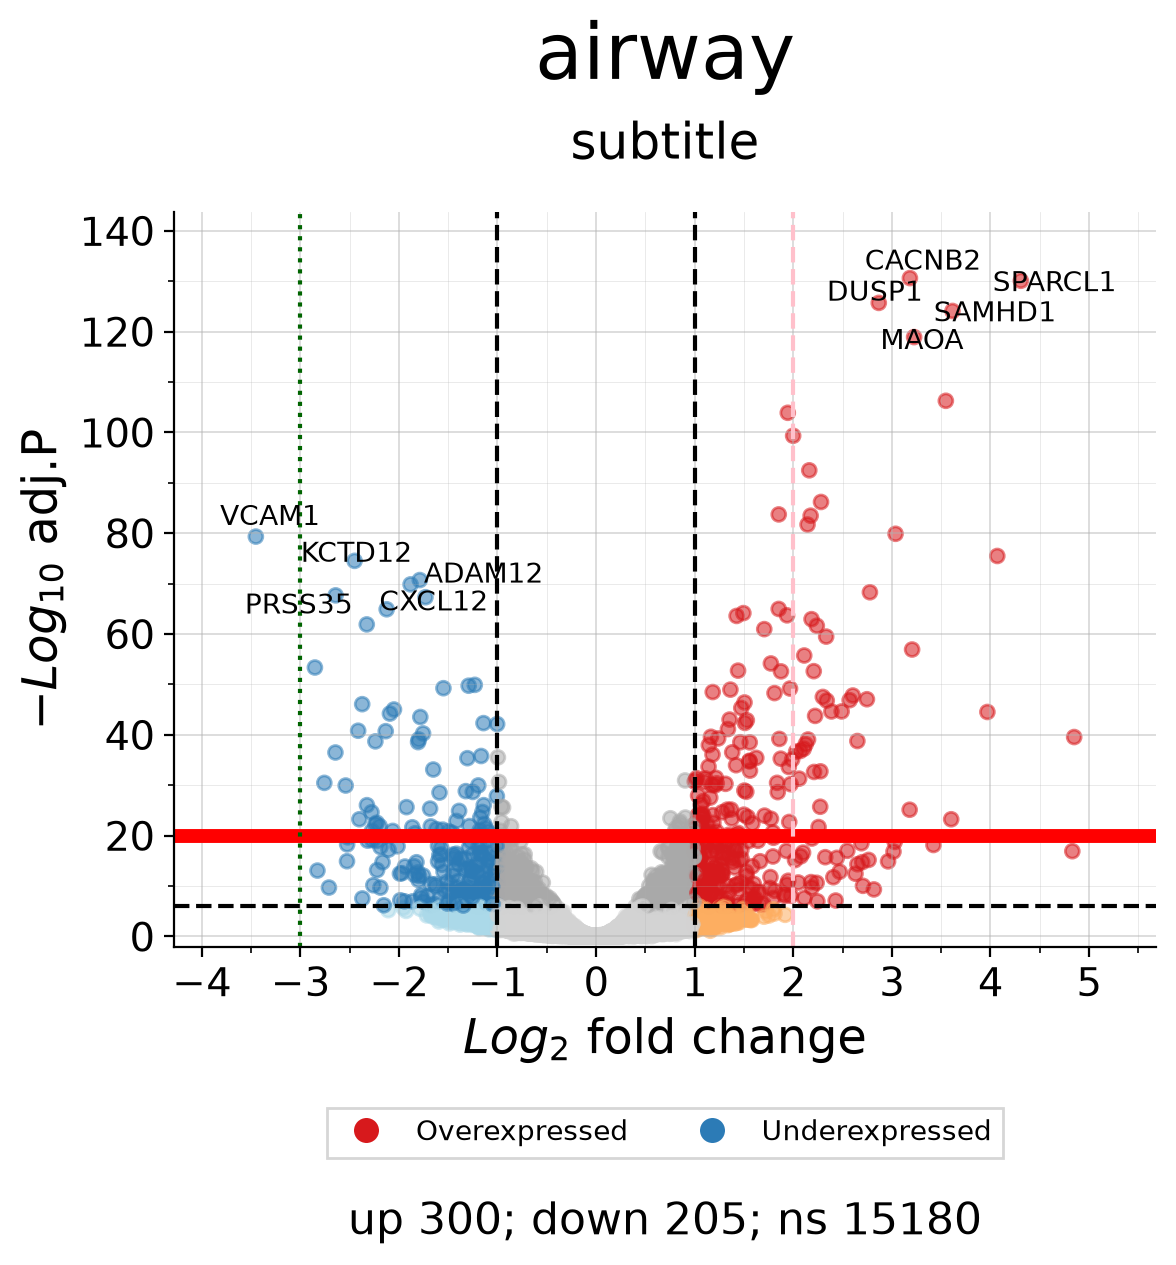 airway
subtitle
140
120
100
80
60
40
20
0
−Log10 adj.P
CACNB2
SPARCL1
DUSP1
SAMHD1
MAOA
VCAM1
KCTD12
ADAM12
PRSS35
CXCL12
−4 −3 −2 −1 0 1 2 3 4 5
Log2 fold change
Overexpressed Underexpressed
up 300; down 205; ns 15180